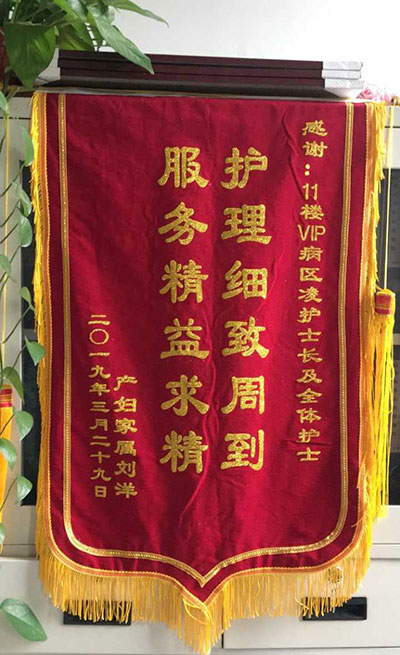 感谢：11楼VIP病区凌护士长及全体护士
护理细致周到
服务精益求精
产妇家属刘洋
二〇一九年三月二十九日